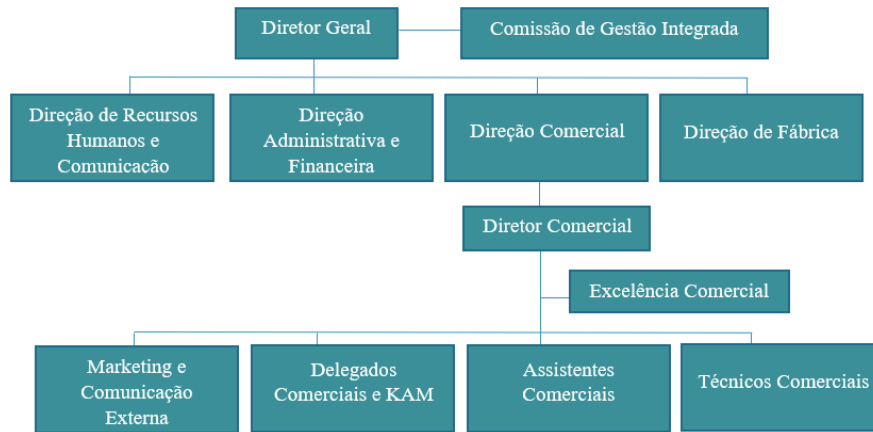 Diretor Geral
Comissão de Gestão Integrada
Direção de Recursos
Humanos e
Comunicação
Direção
Administrativa e
Financeira
Direção Comercial
Direção de Fábrica
Diretor Comercial
Excelência Comercial
Marketing e
Comunicação
Externa
Delegados
Comerciais e KAM
Assistentes
Comerciais
Técnicos Comerciais